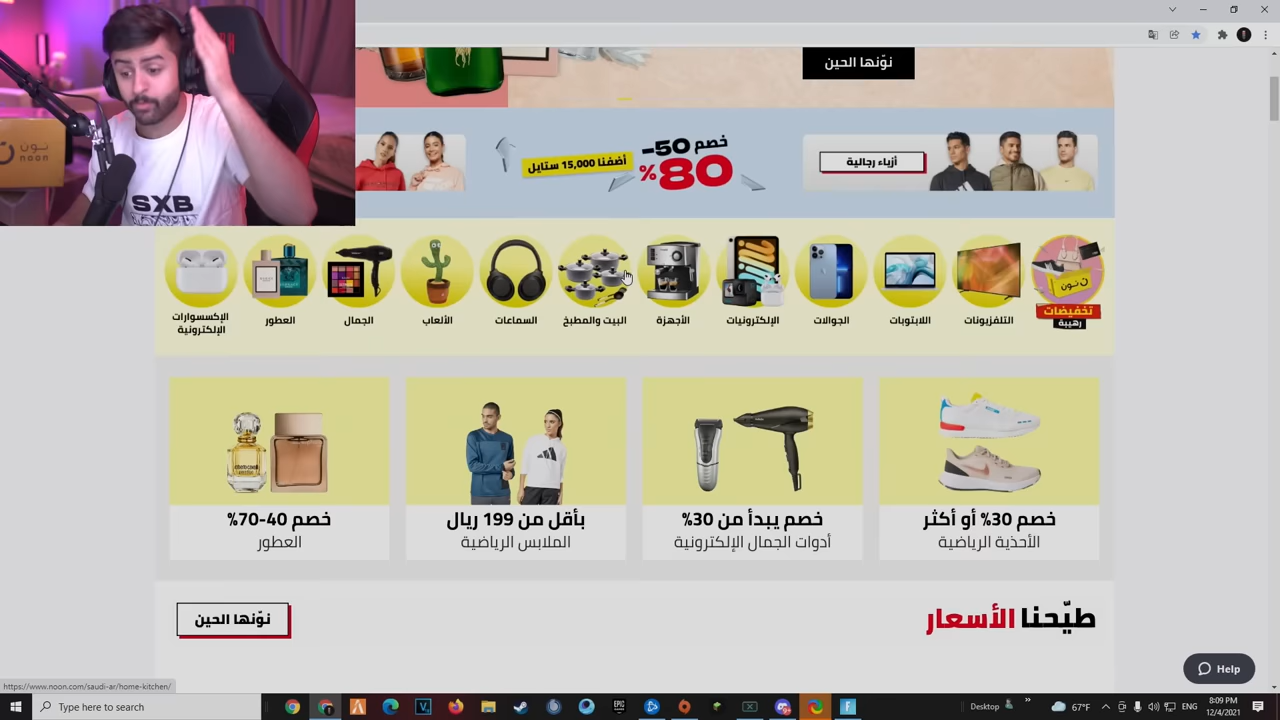 نوّنها الحين
خصم 50-
%80
أضفنا 15,000 ستايل
أزياء رجالية
نون
noon
SXB
نون
تخفيضات
رهيبة
التلفزيونات
اللابتوبات
الجوالات
الإلكترونيات
الأجهزة
البيت والمطبخ
السماعات
الألعاب
الجمال
العطور
الإكسسوارات
الإلكترونية
خصم 30% أو أكثر
الأحذية الرياضية
خصم يبدأ من 30%
أدوات الجمال الإلكترونية
بأقل من 199 ريال
الملابس الرياضية
خصم 40-70%
العطور
طيّحنا الأسعار
نوّنها الحين
Help
https://www.noon.com/saudi-ar/home-kitchen/
Type here to search
Desktop
67°F
8:09 PM
12/4/2021